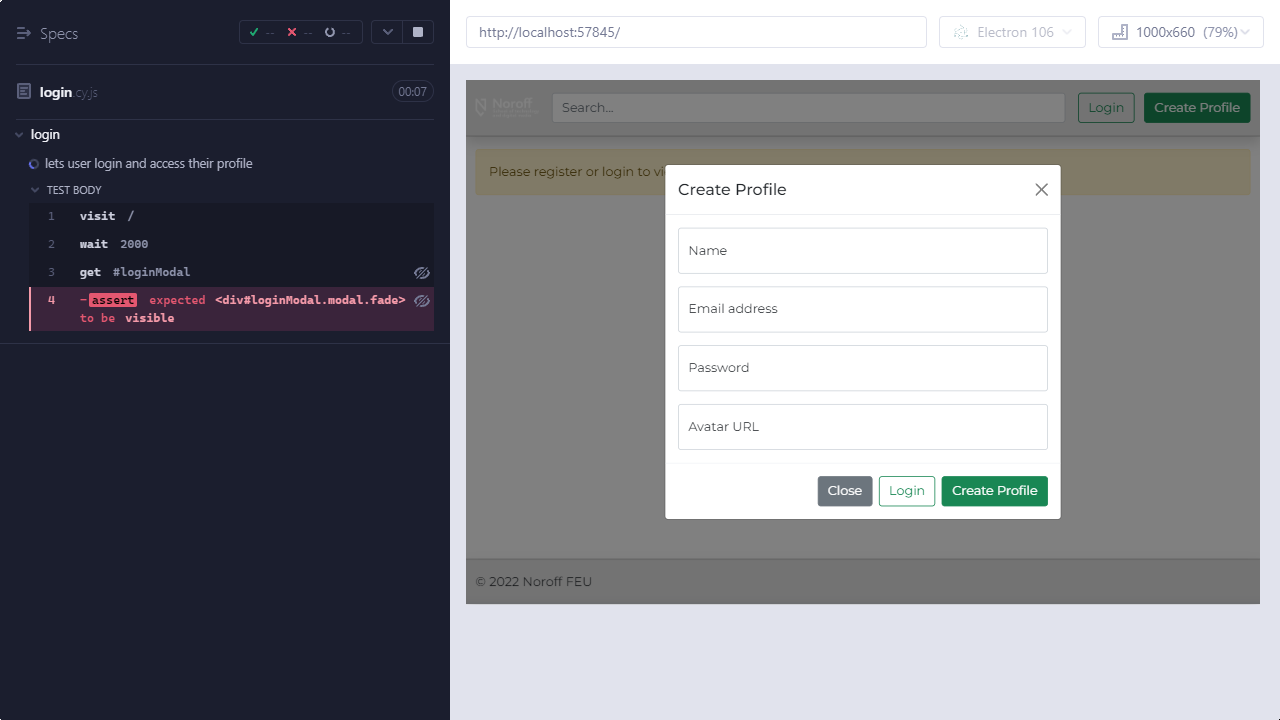 Specs
-- -- --
login.cy.js
00:07
login
lets user login and access their profile
TEST BODY
1 visit /
2 wait 2000
3 get #loginModal
4 -assert expected <div#loginModal.modal.fade>
to be visible
http://localhost:57845/
Electron 106
1000x660 (79%)
Noroff
Search...
Login
Create Profile
Please register or login to vi
Create Profile
Name
Email address
Password
Avatar URL
Close
Login
Create Profile
© 2022 Noroff FEU